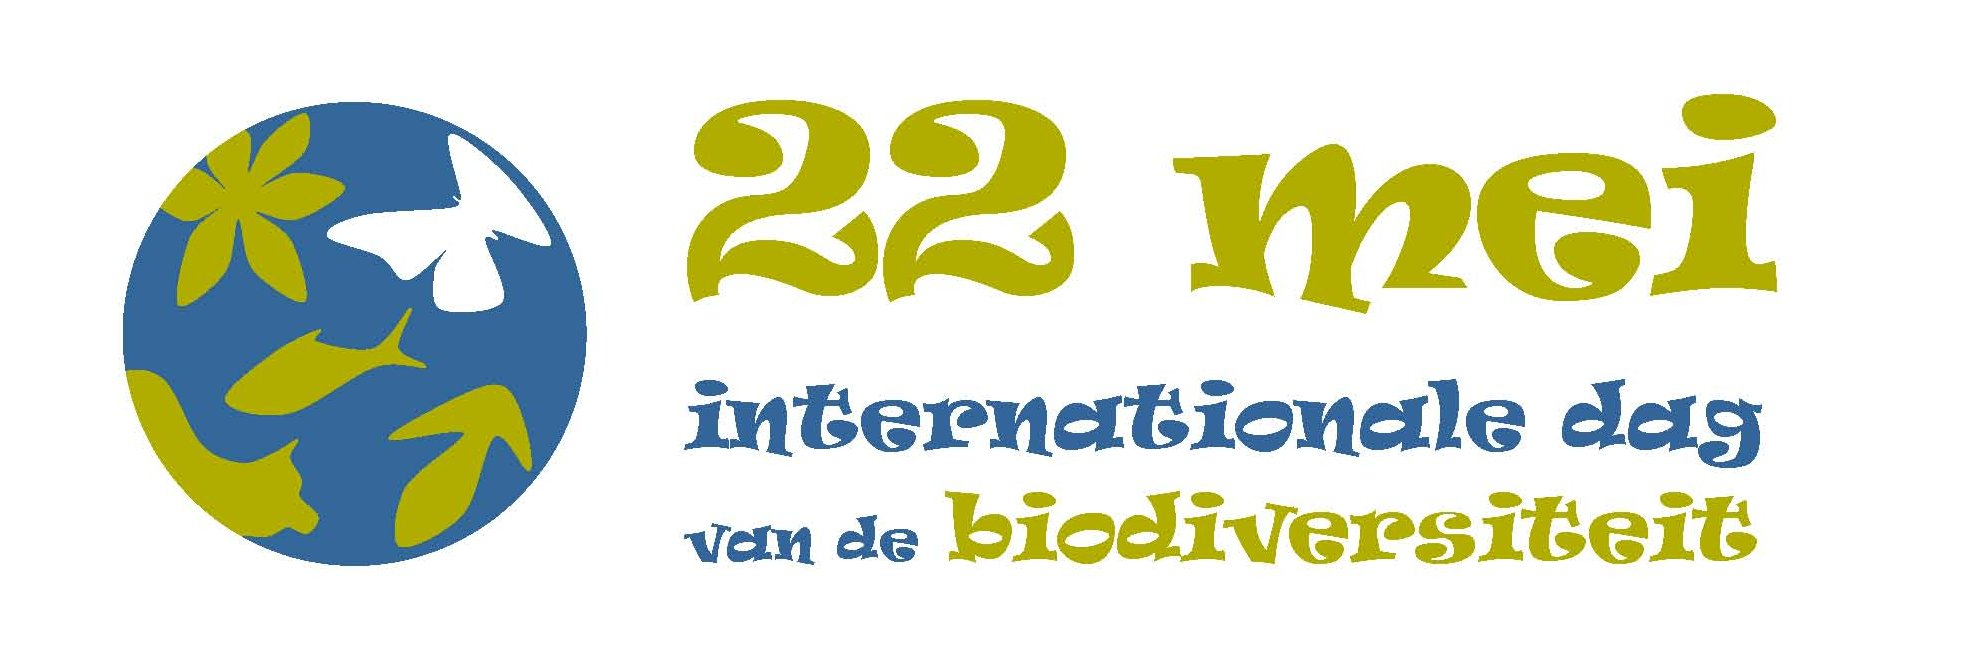 22 mei
internationale dag
van de biodiversiteit